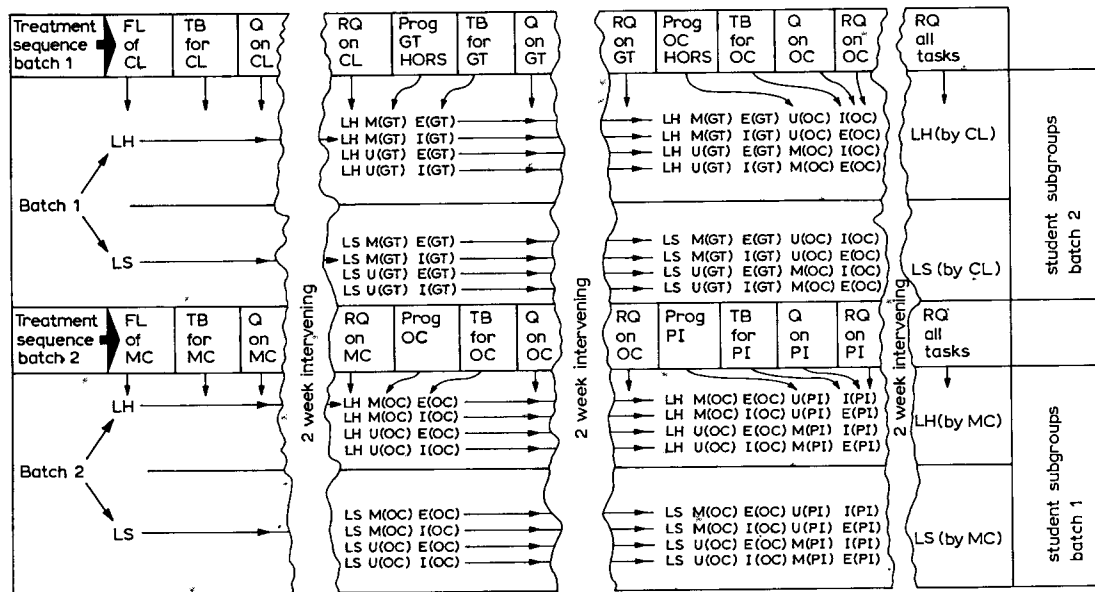 Treatment
sequence
batch 1
FL
of
CL
TB
for
CL
Q
on
CL
RQ
on
CL
Prog
GT
HORS
TB
for
GT
Q
on
GT
RQ
on
GT
Prog
OC
HORS
TB
for
OC
Q
on
OC
RQ
on
OC
RQ
all
tasks
Batch 1
LH
LS
LH M(GT) E(GT)
LH M(GT) I(GT)
LH U(GT) E(GT)
LH U(GT) I(GT)
LS M(GT) E(GT)
LS M(GT) I(GT)
LS U(GT) E(GT)
LS U(GT) I(GT)
LH M(GT) E(GT) U(OC) I(OC)
LH M(GT) I(GT) U(OC) E(OC)
LH U(GT) E(GT) M(OC) I(OC)
LH U(GT) I(GT) M(OC) E(OC)
LS M(GT) E(GT) U(OC) I(OC)
LS M(GT) I(GT) U(OC) E(OC)
LS U(GT) E(GT) M(OC) I(OC)
LS U(GT) I(GT) M(OC) E(OC)
LH (by CL)
LS (by CL)
student subgroups
batch 2
2 week intervening
2 week intervening
2 week intervening
Treatment
sequence
batch 2
FL
of
MC
TB
for
MC
Q
on
MC
RQ
on
MC
Prog
OC
TB
for
OC
Q
on
OC
RQ
on
OC
Prog
PI
TB
for
PI
Q
on
PI
RQ
on
PI
RQ
all
tasks
Batch 2
LH
LS
LH M(OC) E(OC)
LH M(OC) I(OC)
LH U(OC) E(OC)
LH U(OC) I(OC)
LS M(OC) E(OC)
LS M(OC) I(OC)
LS U(OC) E(OC)
LS U(OC) I(OC)
LH M(OC) E(OC) U(PI) I(PI)
LH M(OC) I(OC) U(PI) E(PI)
LH U(OC) E(OC) M(PI) I(PI)
LH U(OC) I(OC) M(PI) E(PI)
LS M(OC) E(OC) U(PI) I(PI)
LS M(OC) I(OC) U(PI) E(PI)
LS U(OC) E(OC) M(PI) I(PI)
LS U(OC) I(OC) M(PI) E(PI)
LH (by MC)
LS (by MC)
student subgroups
batch 1